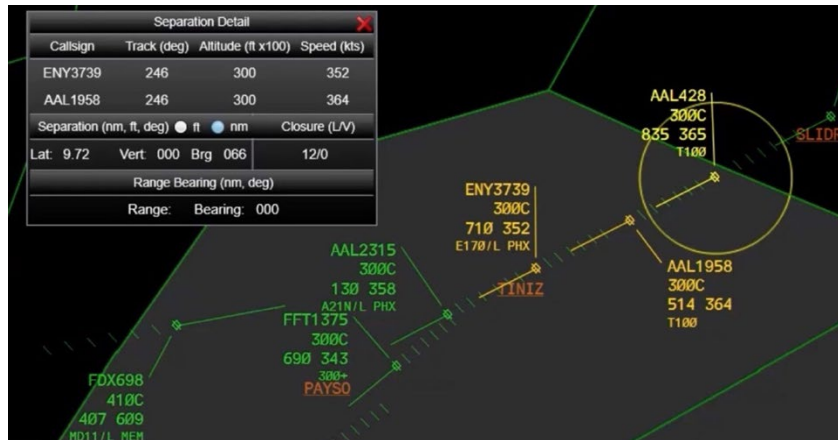 Separation Detail
Callsign Track (deg) Altitude (ft x100) Speed (kts)
ENY3739 246 300 352
AAL1958 246 300 364
Separation (nm, ft, deg) ft nm Closure (L/V)
Lat: 9.72 Vert: 000 Brg 066 12/0
Range Bearing (nm, deg)
Range: Bearing: 000
AAL428
300C
835 365
T100
SLIDR
ENY3739
300C
710 352
E170/L PHX
TINIZ
AAL1958
300C
514 364
T100
AAL2315
300C
130 358
A21N/L PHX
FFT1375
300C
690 343
300+
PAYSO
FDX698
410C
407 609
MD11/L MEM